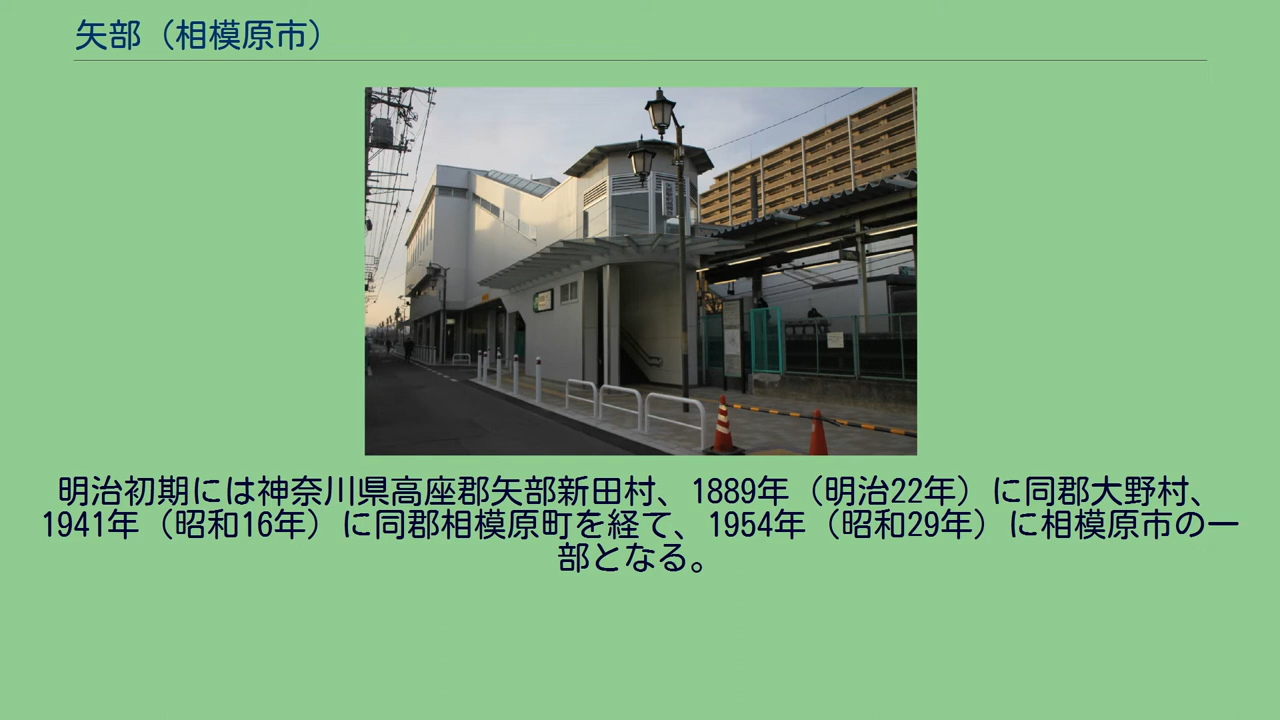 矢部（相模原市）
明治初期には神奈川県高座郡矢部新田村、1889年（明治22年）に同郡大野村、
1941年（昭和16年）に同郡相模原町を経て、1954年（昭和29年）に相模原市の一
部となる。